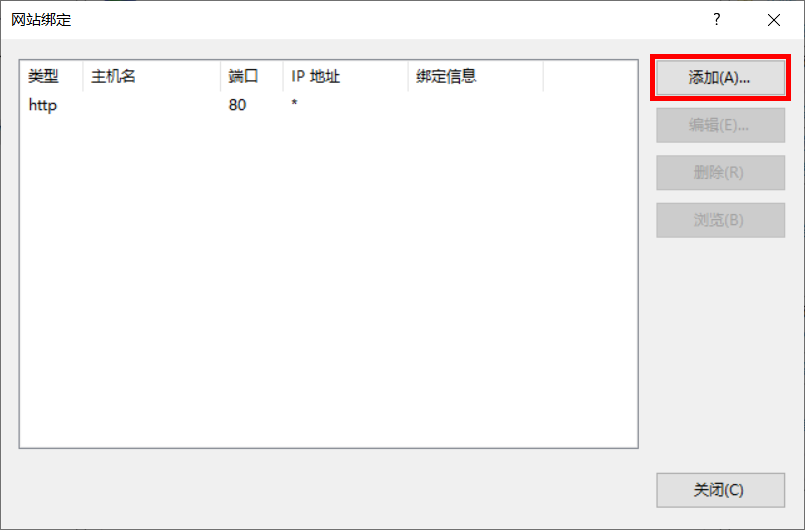 网站绑定 ?
类型 主机名 端口 IP 地址 绑定信息
http 80 *
添加(A)...
编辑(E)...
删除(R)
浏览(B)
关闭(C)